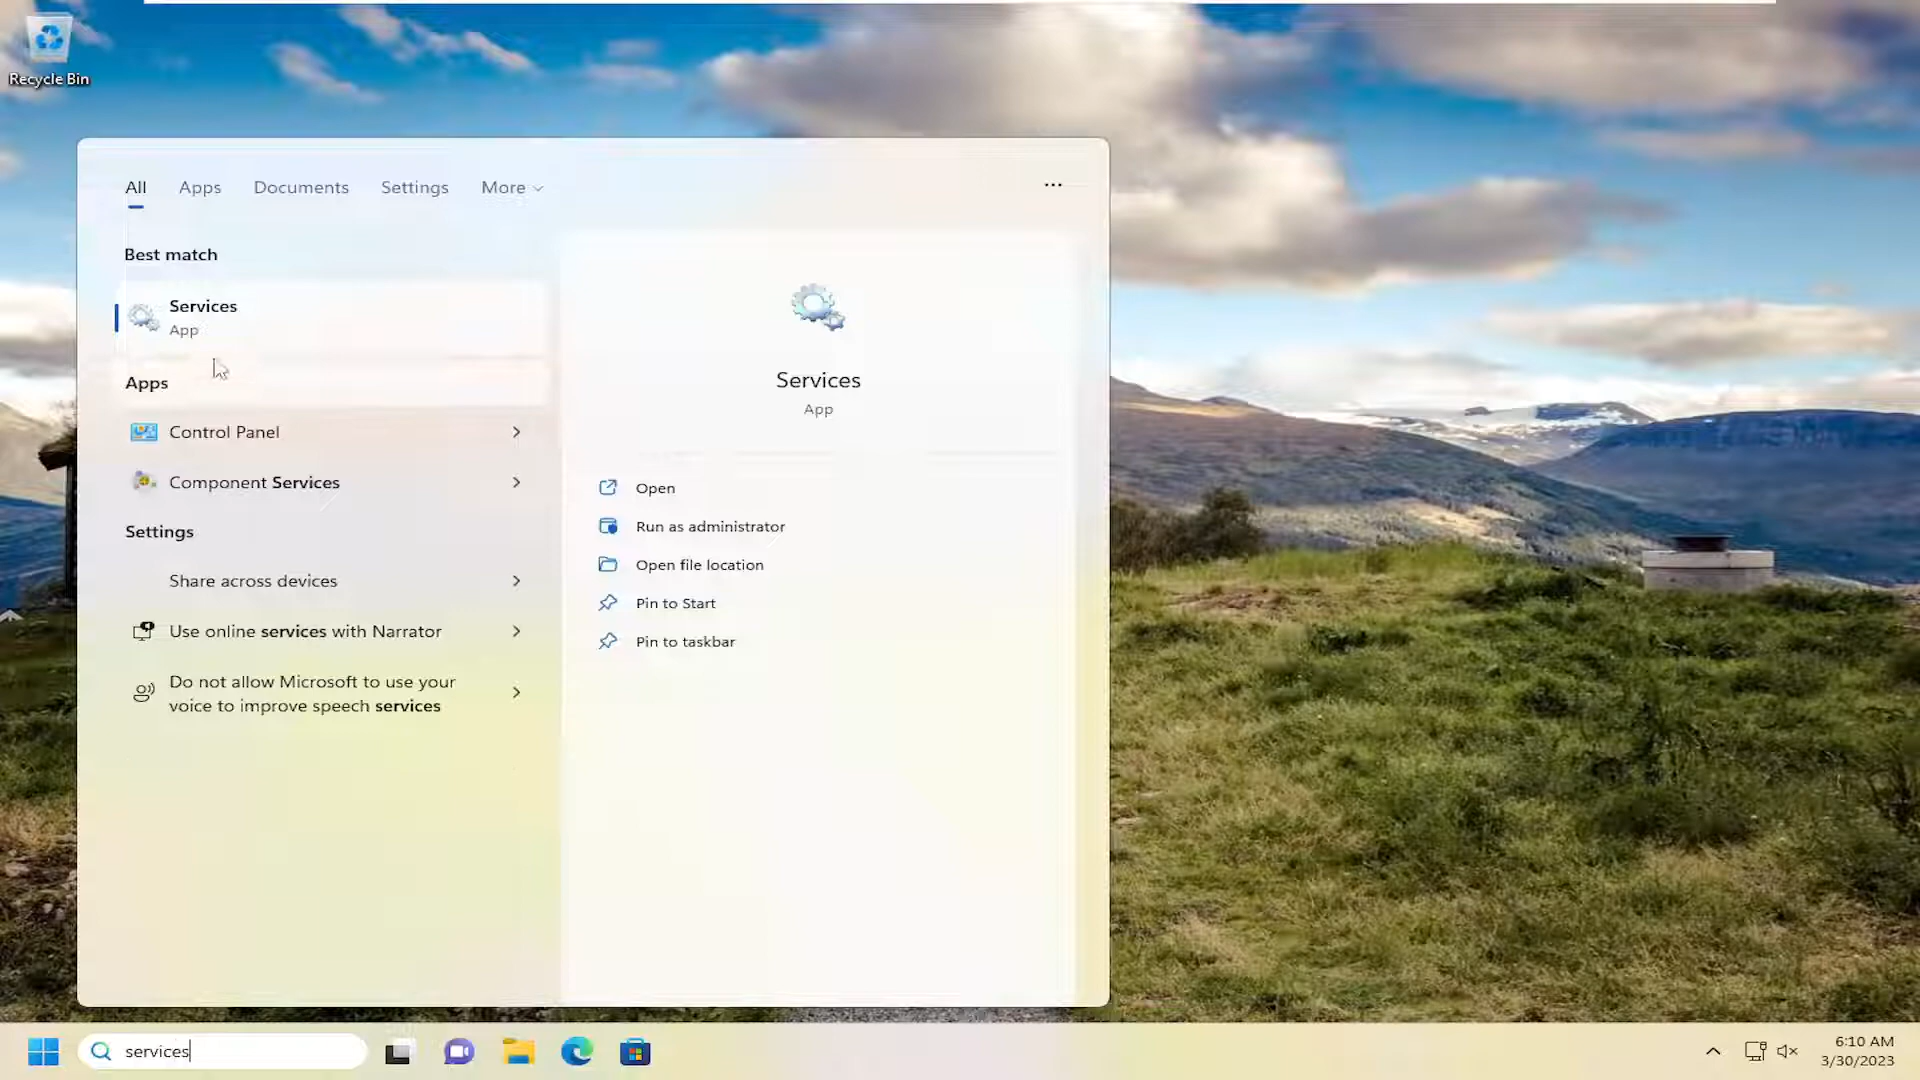 Recycle Bin
All Apps Documents Settings More ...
Best match
Services
App
Apps
Control Panel
Component Services
Settings
Share across devices
Use online services with Narrator
Do not allow Microsoft to use your
voice to improve speech services
Services
App
Open
Run as administrator
Open file location
Pin to Start
Pin to taskbar
services
6:10 AM
3/30/2023